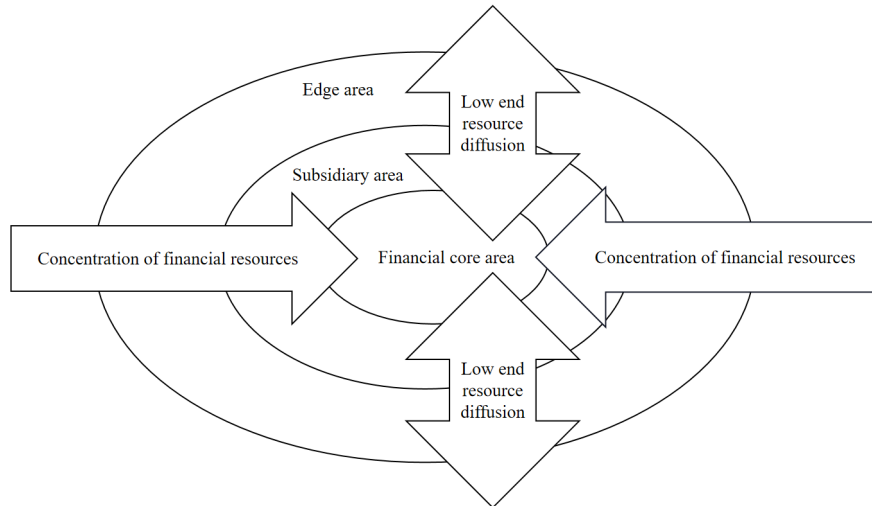 Edge area
Low end
resource
diffusion
Subsidiary area
Concentration of financial resources
Financial core area
Concentration of financial resources
Low end
resource
diffusion